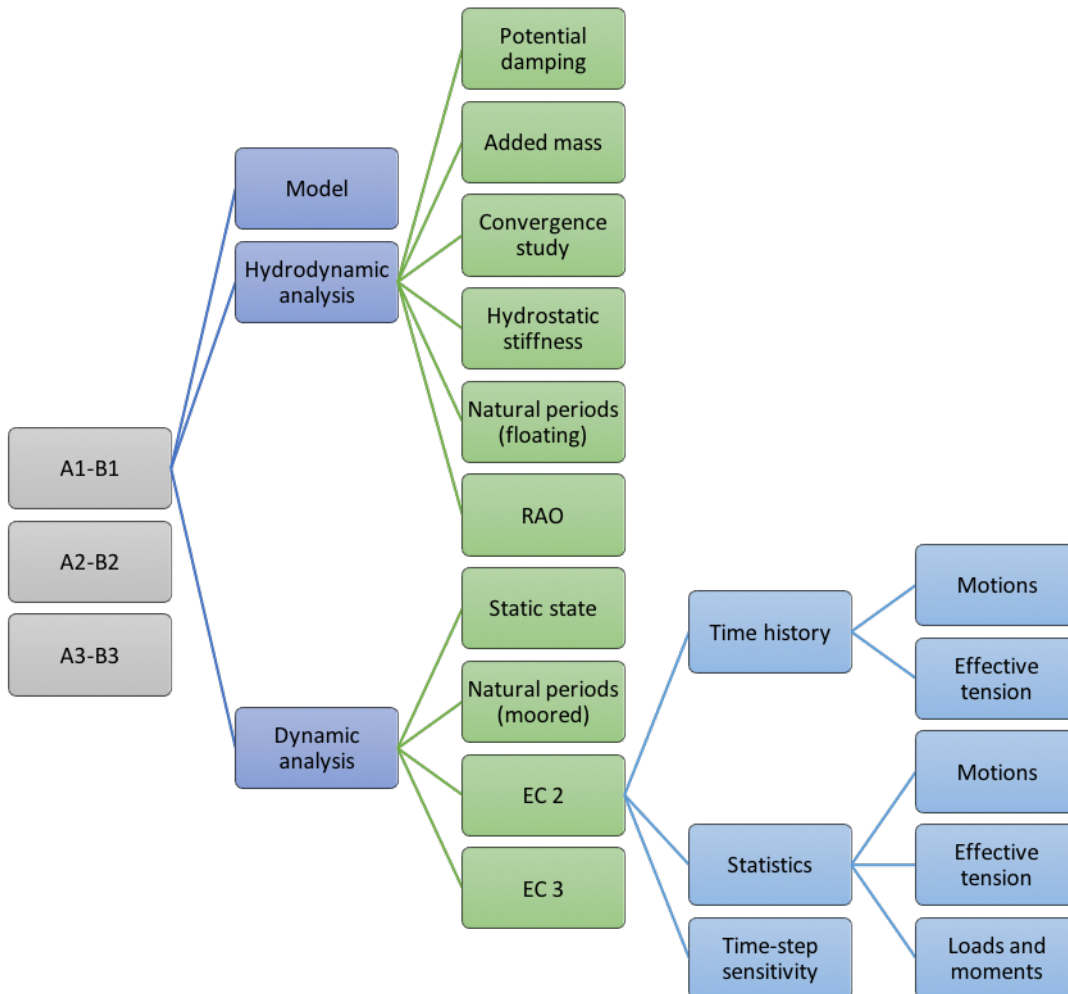 A1-B1
A2-B2
A3-B3
Model
Hydrodynamic
analysis
Dynamic
analysis
Potential
damping
Added mass
Convergence
study
Hydrostatic
stiffness
Natural periods
(floating)
RAO
Static state
Natural periods
(moored)
EC 2
EC 3
Time history
Statistics
Time-step
sensitivity
Motions
Effective
tension
Motions
Effective
tension
Loads and
moments